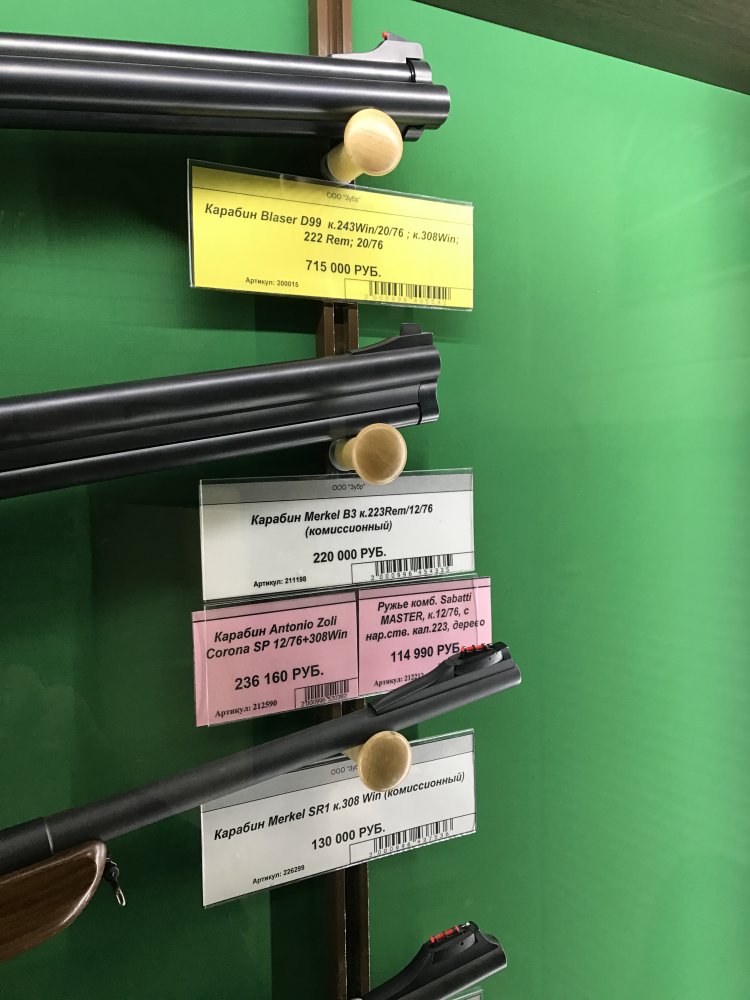 ООО "Зубр"
Карабин Blaser D99 к.243Win/20/76 ; к.308Win;
222 Rem; 20/76
715 000 РУБ.
Артикул: 200015
ООО "Зубр"
Карабин Merkel B3 к.223Rem/12/76
(комиссионный)
220 000 РУБ.
Артикул: 211198
Карабин Antonio Zoli
Corona SP 12/76+308Win
236 160 РУБ.
Артикул: 212590
Ружье комб. Sabatti
MASTER, к.12/76, с
нар.ств. кал.223, дерево
114 990 РУБ.
Артикул:
ООО
Карабин Merkel SR1 к.308 Win (комиссионный)
130 000 РУБ.
Артикул: 226299